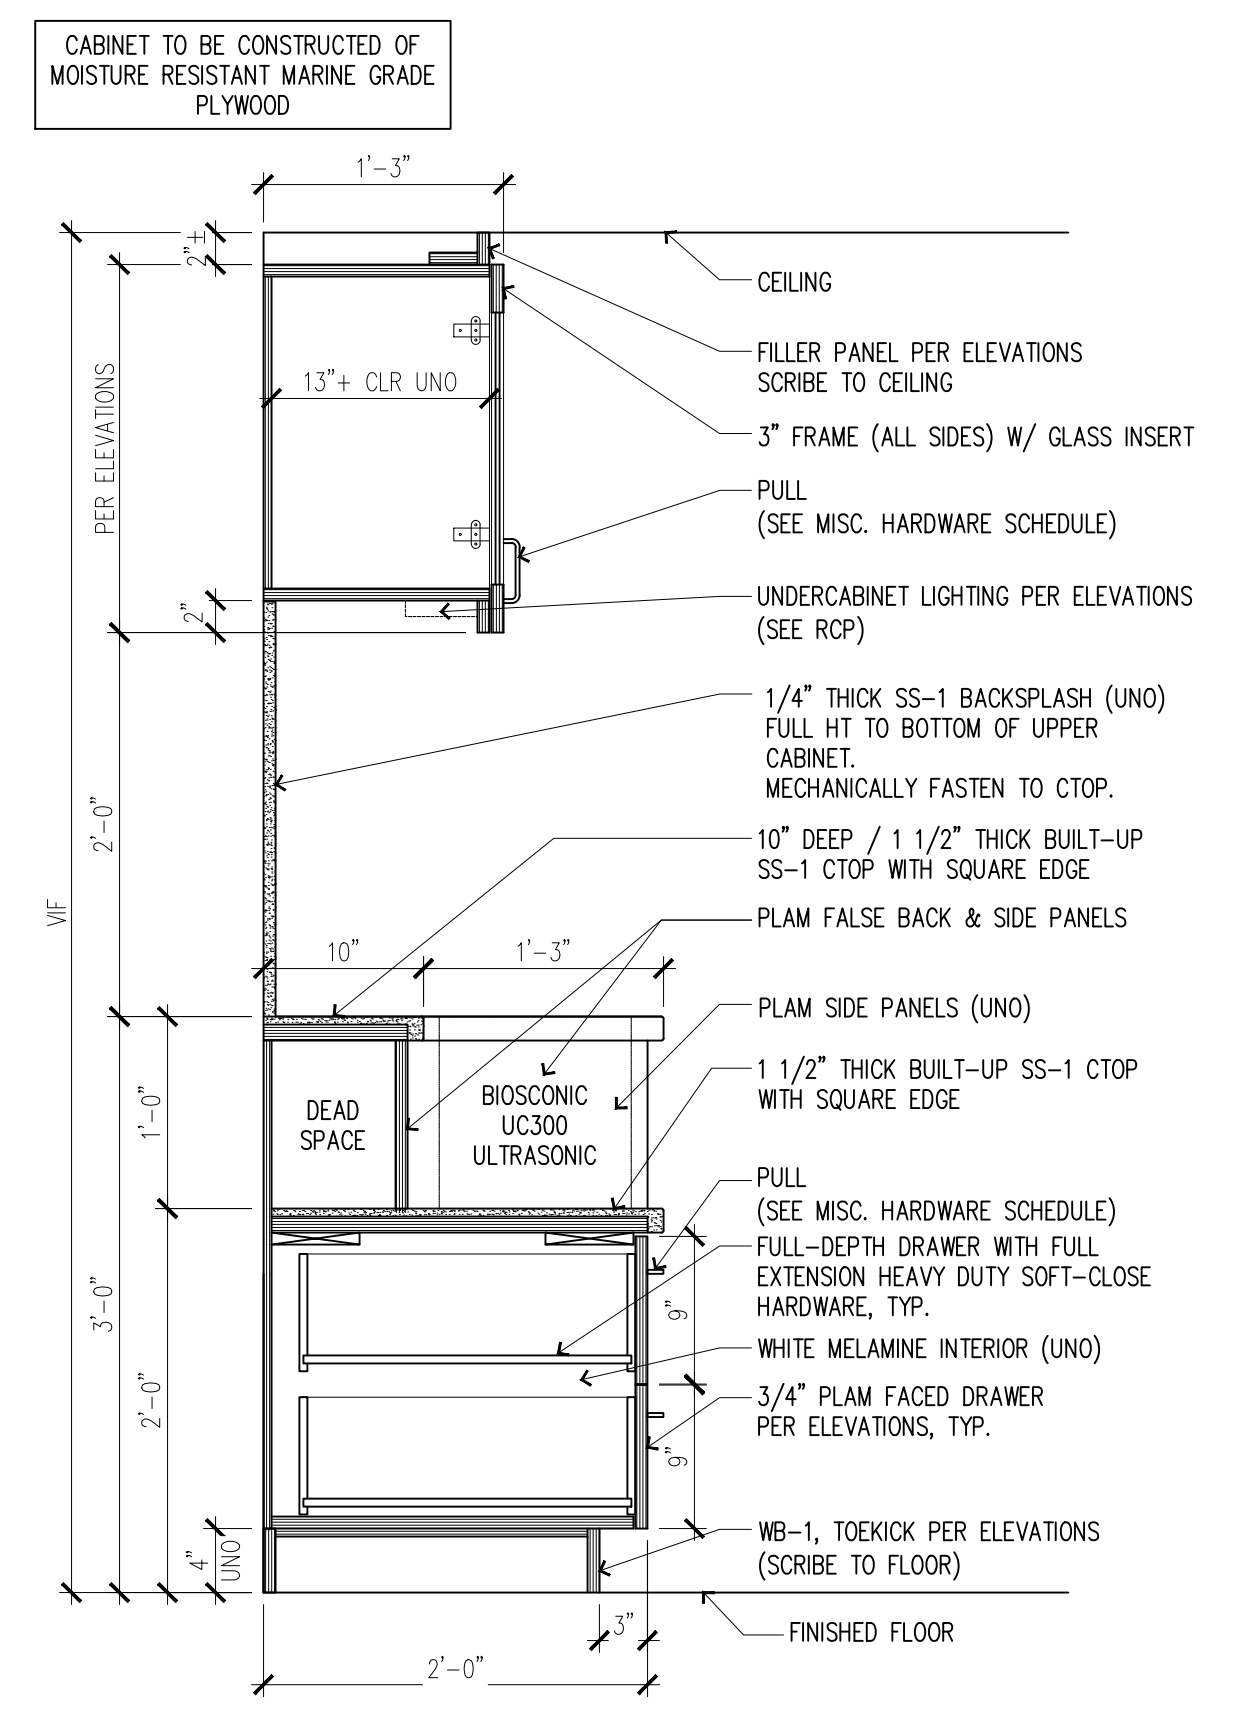 CABINET TO BE CONSTRUCTED OF
MOISTURE RESISTANT MARINE GRADE
PLYWOOD
1'-3"
2"±
CEILING
FILLER PANEL PER ELEVATIONS
SCRIBE TO CEILING
13"+ CLR UNO
PER ELEVATIONS
3" FRAME (ALL SIDES) W/ GLASS INSERT
PULL
(SEE MISC. HARDWARE SCHEDULE)
2"
UNDERCABINET LIGHTING PER ELEVATIONS
(SEE RCP)
1/4" THICK SS-1 BACKSPLASH (UNO)
FULL HT TO BOTTOM OF UPPER
CABINET.
MECHANICALLY FASTEN TO CTOP.
2'-0"
10" DEEP / 1 1/2" THICK BUILT-UP
SS-1 CTOP WITH SQUARE EDGE
VIF
PLAM FALSE BACK & SIDE PANELS
10"
1'-3"
PLAM SIDE PANELS (UNO)
1 1/2" THICK BUILT-UP SS-1 CTOP
WITH SQUARE EDGE
1'-0"
DEAD
SPACE
BIOSCONIC
UC300
ULTRASONIC
PULL
(SEE MISC. HARDWARE SCHEDULE)
FULL-DEPTH DRAWER WITH FULL
EXTENSION HEAVY DUTY SOFT-CLOSE
HARDWARE, TYP.
3'-0"
9"
WHITE MELAMINE INTERIOR (UNO)
2'-0"
3/4" PLAM FACED DRAWER
PER ELEVATIONS, TYP.
9"
4"
UNO
WB-1, TOEKICK PER ELEVATIONS
(SCRIBE TO FLOOR)
3"
FINISHED FLOOR
2'-0"